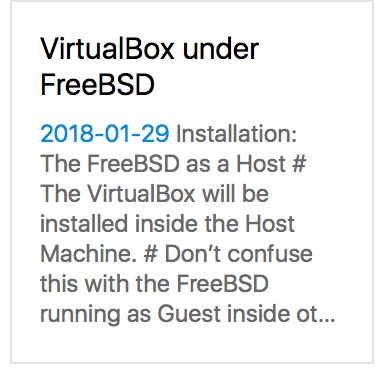 VirtualBox under
FreeBSD
2018-01-29 Installation:
The FreeBSD as a Host #
The VirtualBox will be
installed inside the Host
Machine. # Don’t confuse
this with the FreeBSD
running as Guest inside ot...